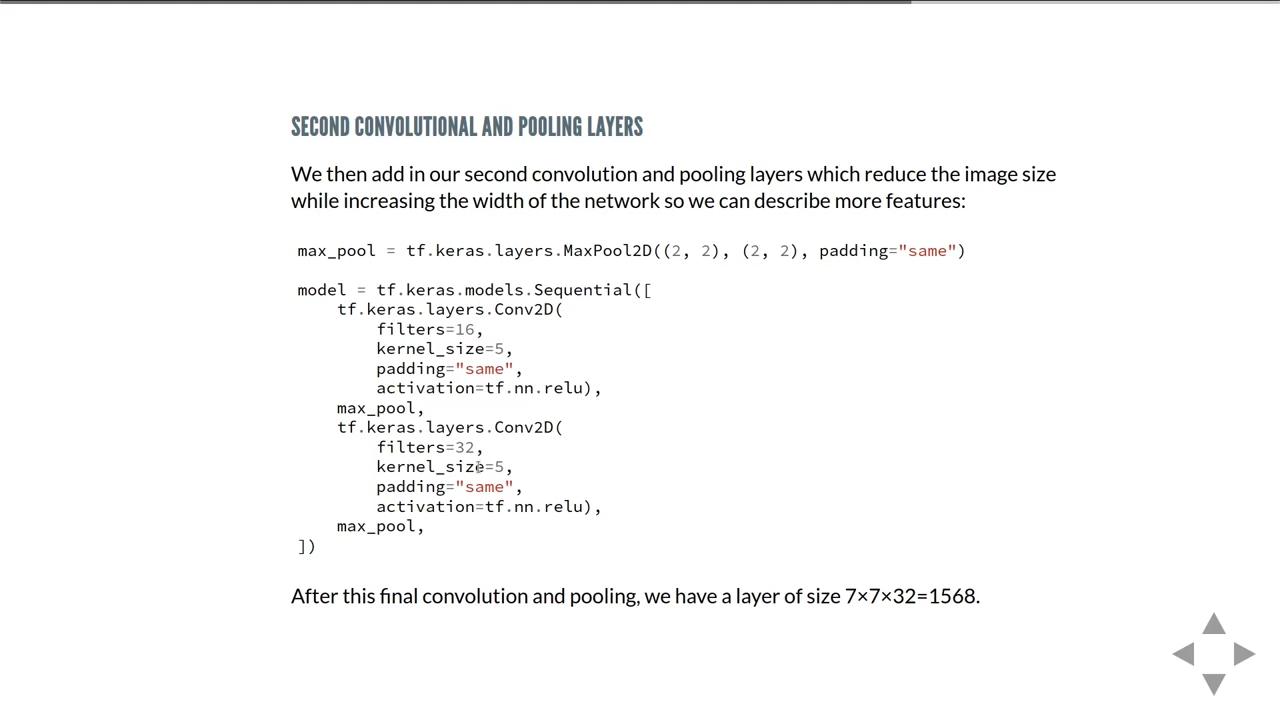 SECOND CONVOLUTIONAL AND POOLING LAYERS
We then add in our second convolution and pooling layers which reduce the image size
while increasing the width of the network so we can describe more features:
max_pool = tf.keras.layers.MaxPool2D((2, 2), (2, 2), padding="same")
model = tf.keras.models.Sequential([
    tf.keras.layers.Conv2D(
        filters=16,
        kernel_size=5,
        padding="same",
        activation=tf.nn.relu),
    max_pool,
    tf.keras.layers.Conv2D(
        filters=32,
        kernel_size=5,
        padding="same",
        activation=tf.nn.relu),
    max_pool,
])
After this final convolution and pooling, we have a layer of size 7×7×32=1568.